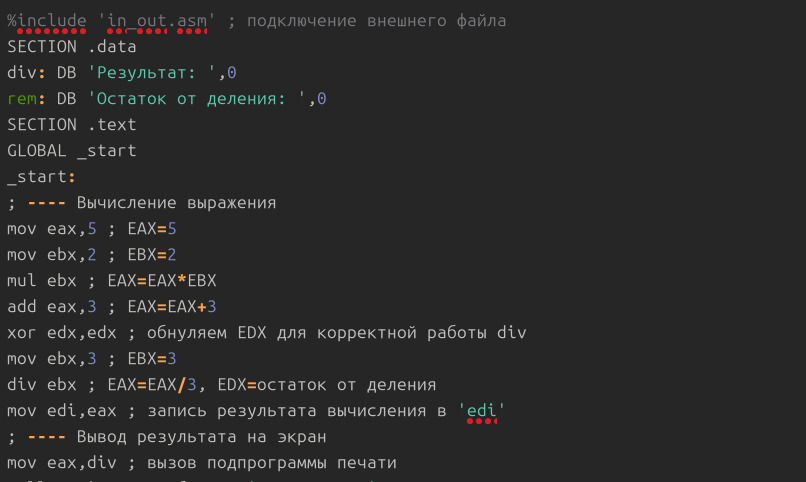 %include 'in_out.asm' ; подключение внешнего файла
SECTION .data
div: DB 'Результат: ',0
rem: DB 'Остаток от деления: ',0
SECTION .text
GLOBAL _start
_start:
; ---- Вычисление выражения
mov eax,5 ; EAX=5
mov ebx,2 ; EBX=2
mul ebx ; EAX=EAX*EBX
add eax,3 ; EAX=EAX+3
xor edx,edx ; обнуляем EDX для корректной работы div
mov ebx,3 ; EBX=3
div ebx ; EAX=EAX/3, EDX=остаток от деления
mov edi,eax ; запись результата вычисления в 'edi'
; ---- Вывод результата на экран
mov eax,div ; вызов подпрограммы печати